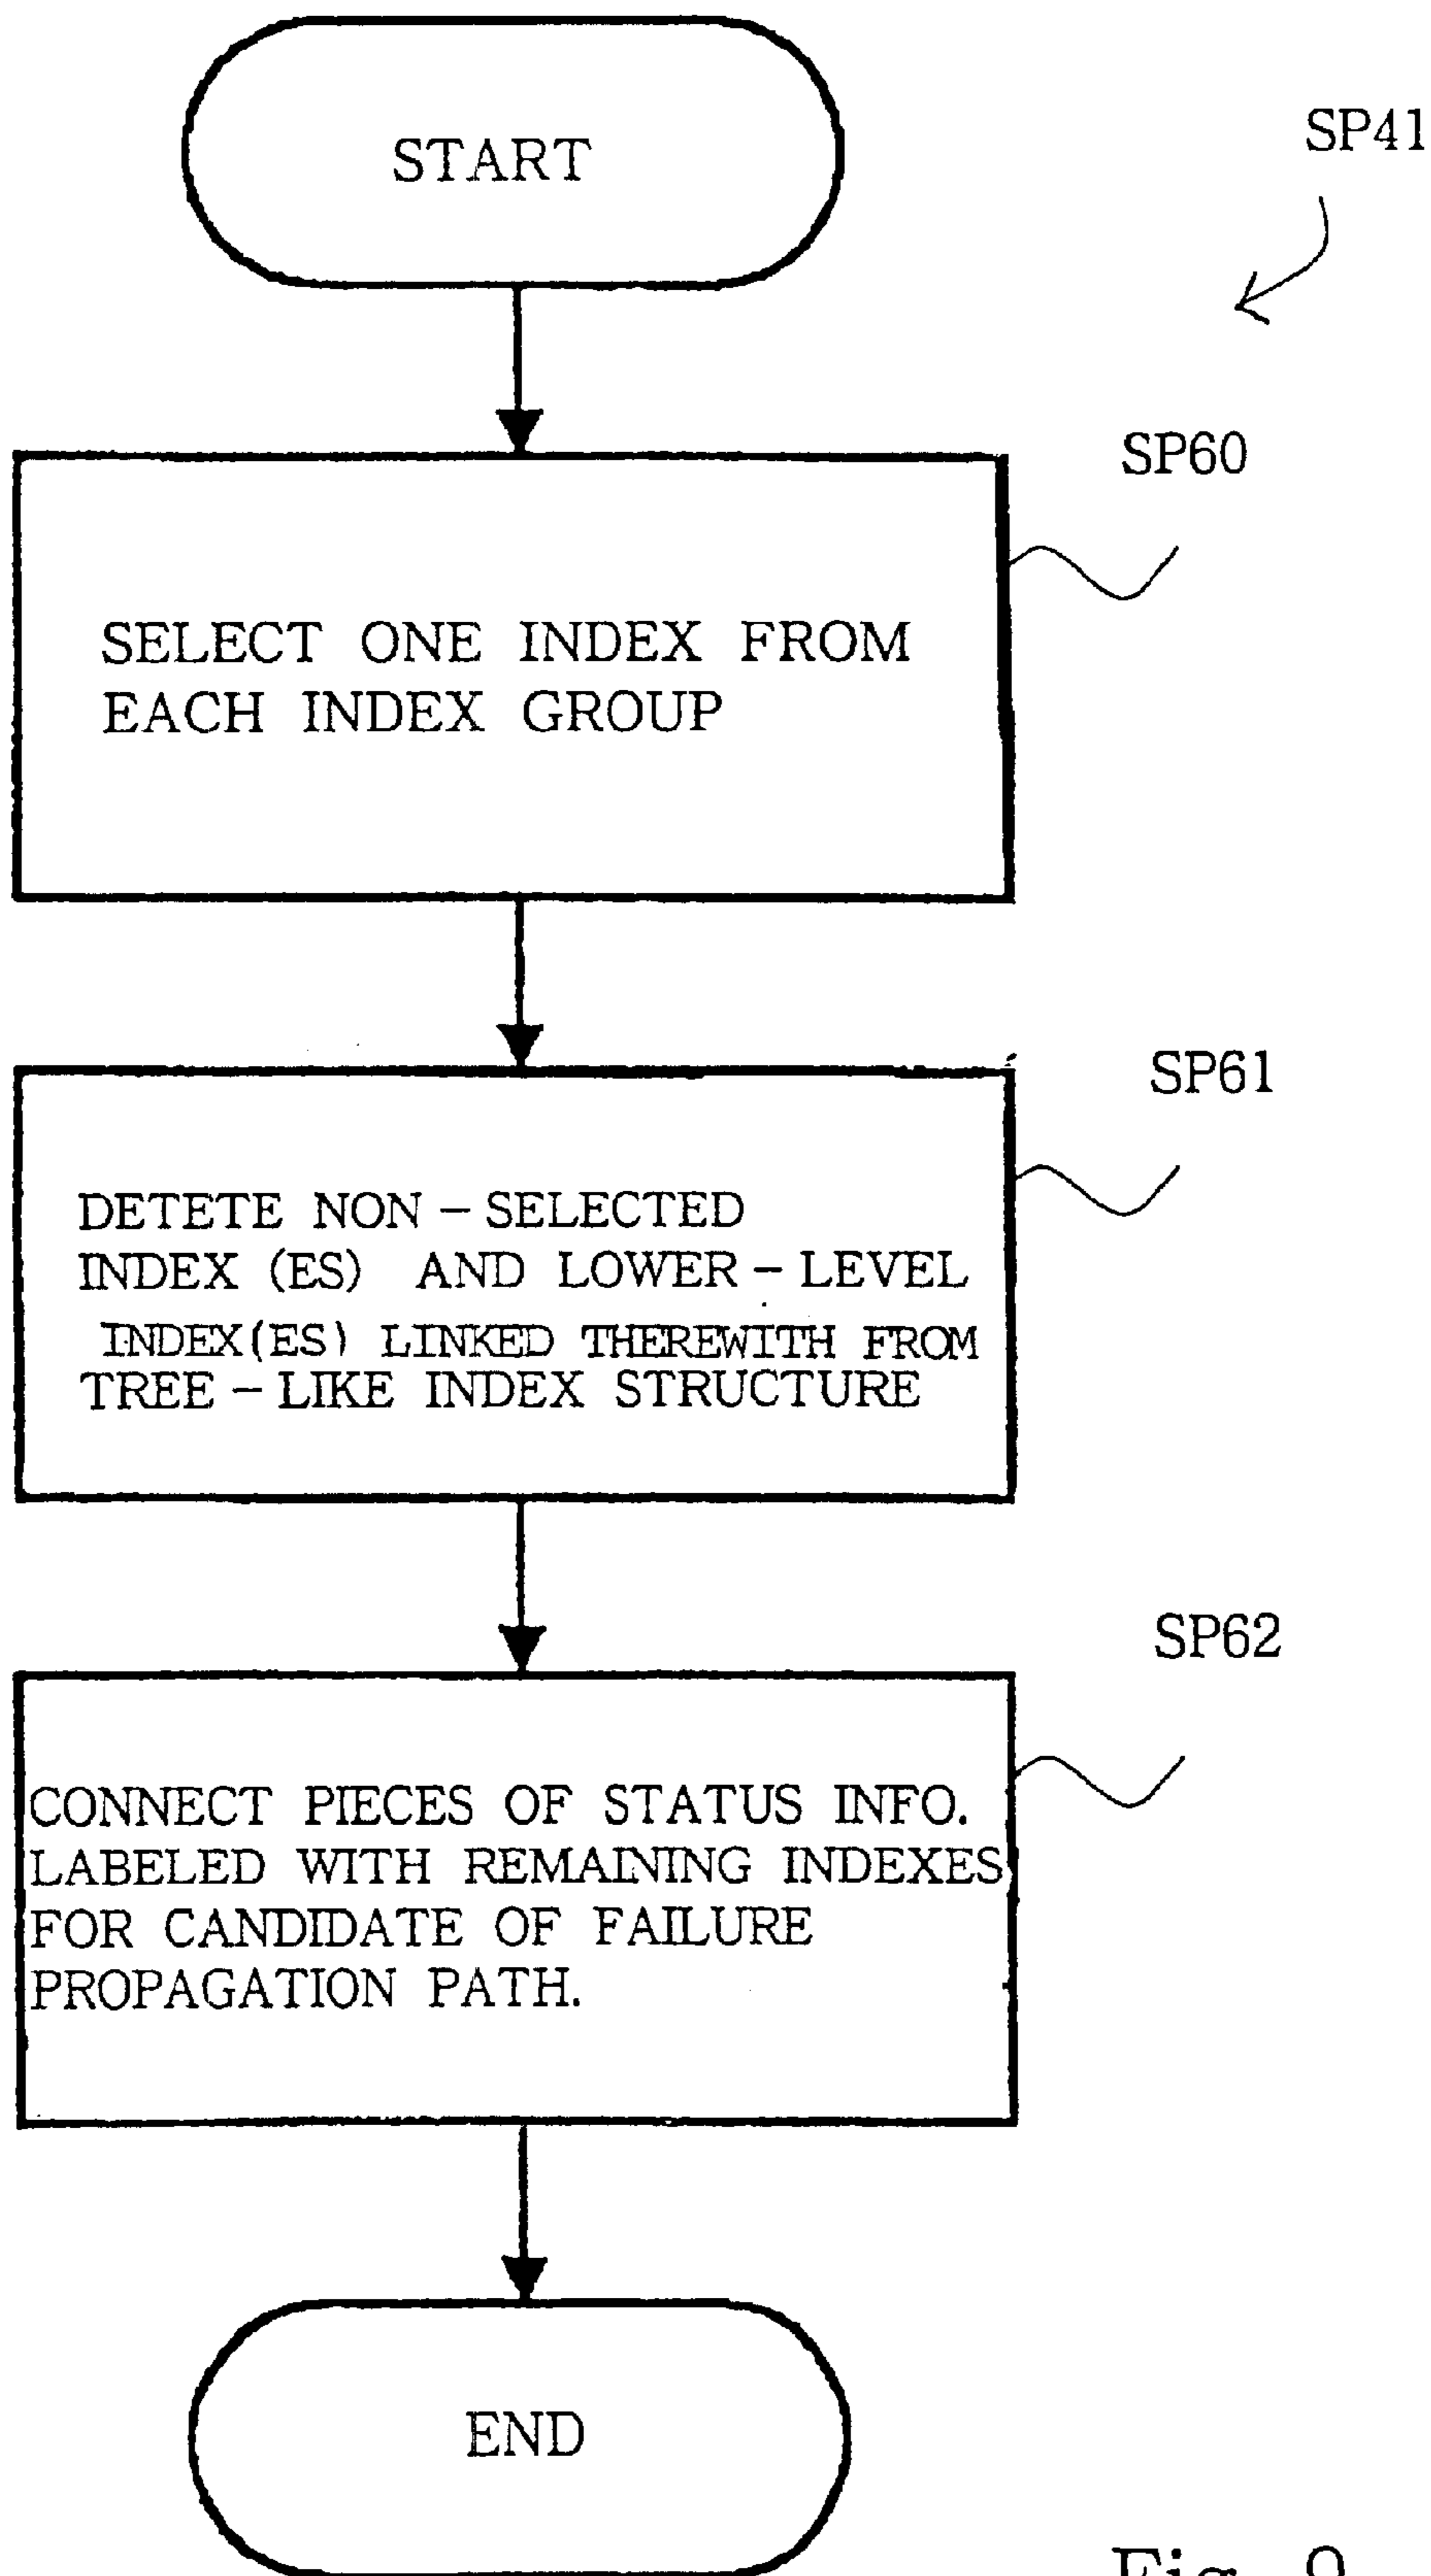 START
SP41
SP60
SELECT ONE INDEX FROM
EACH INDEX GROUP
SP61
DETETE NON - SELECTED
INDEX (ES) AND LOWER - LEVEL
INDEX(ES) LINKED THEREWITH FROM
TREE - LIKE INDEX STRUCTURE
SP62
CONNECT PIECES OF STATUS INFO.
LABELED WITH REMAINING INDEXES
FOR CANDIDATE OF FAILURE
PROPAGATION PATH.
END
Fig. 9